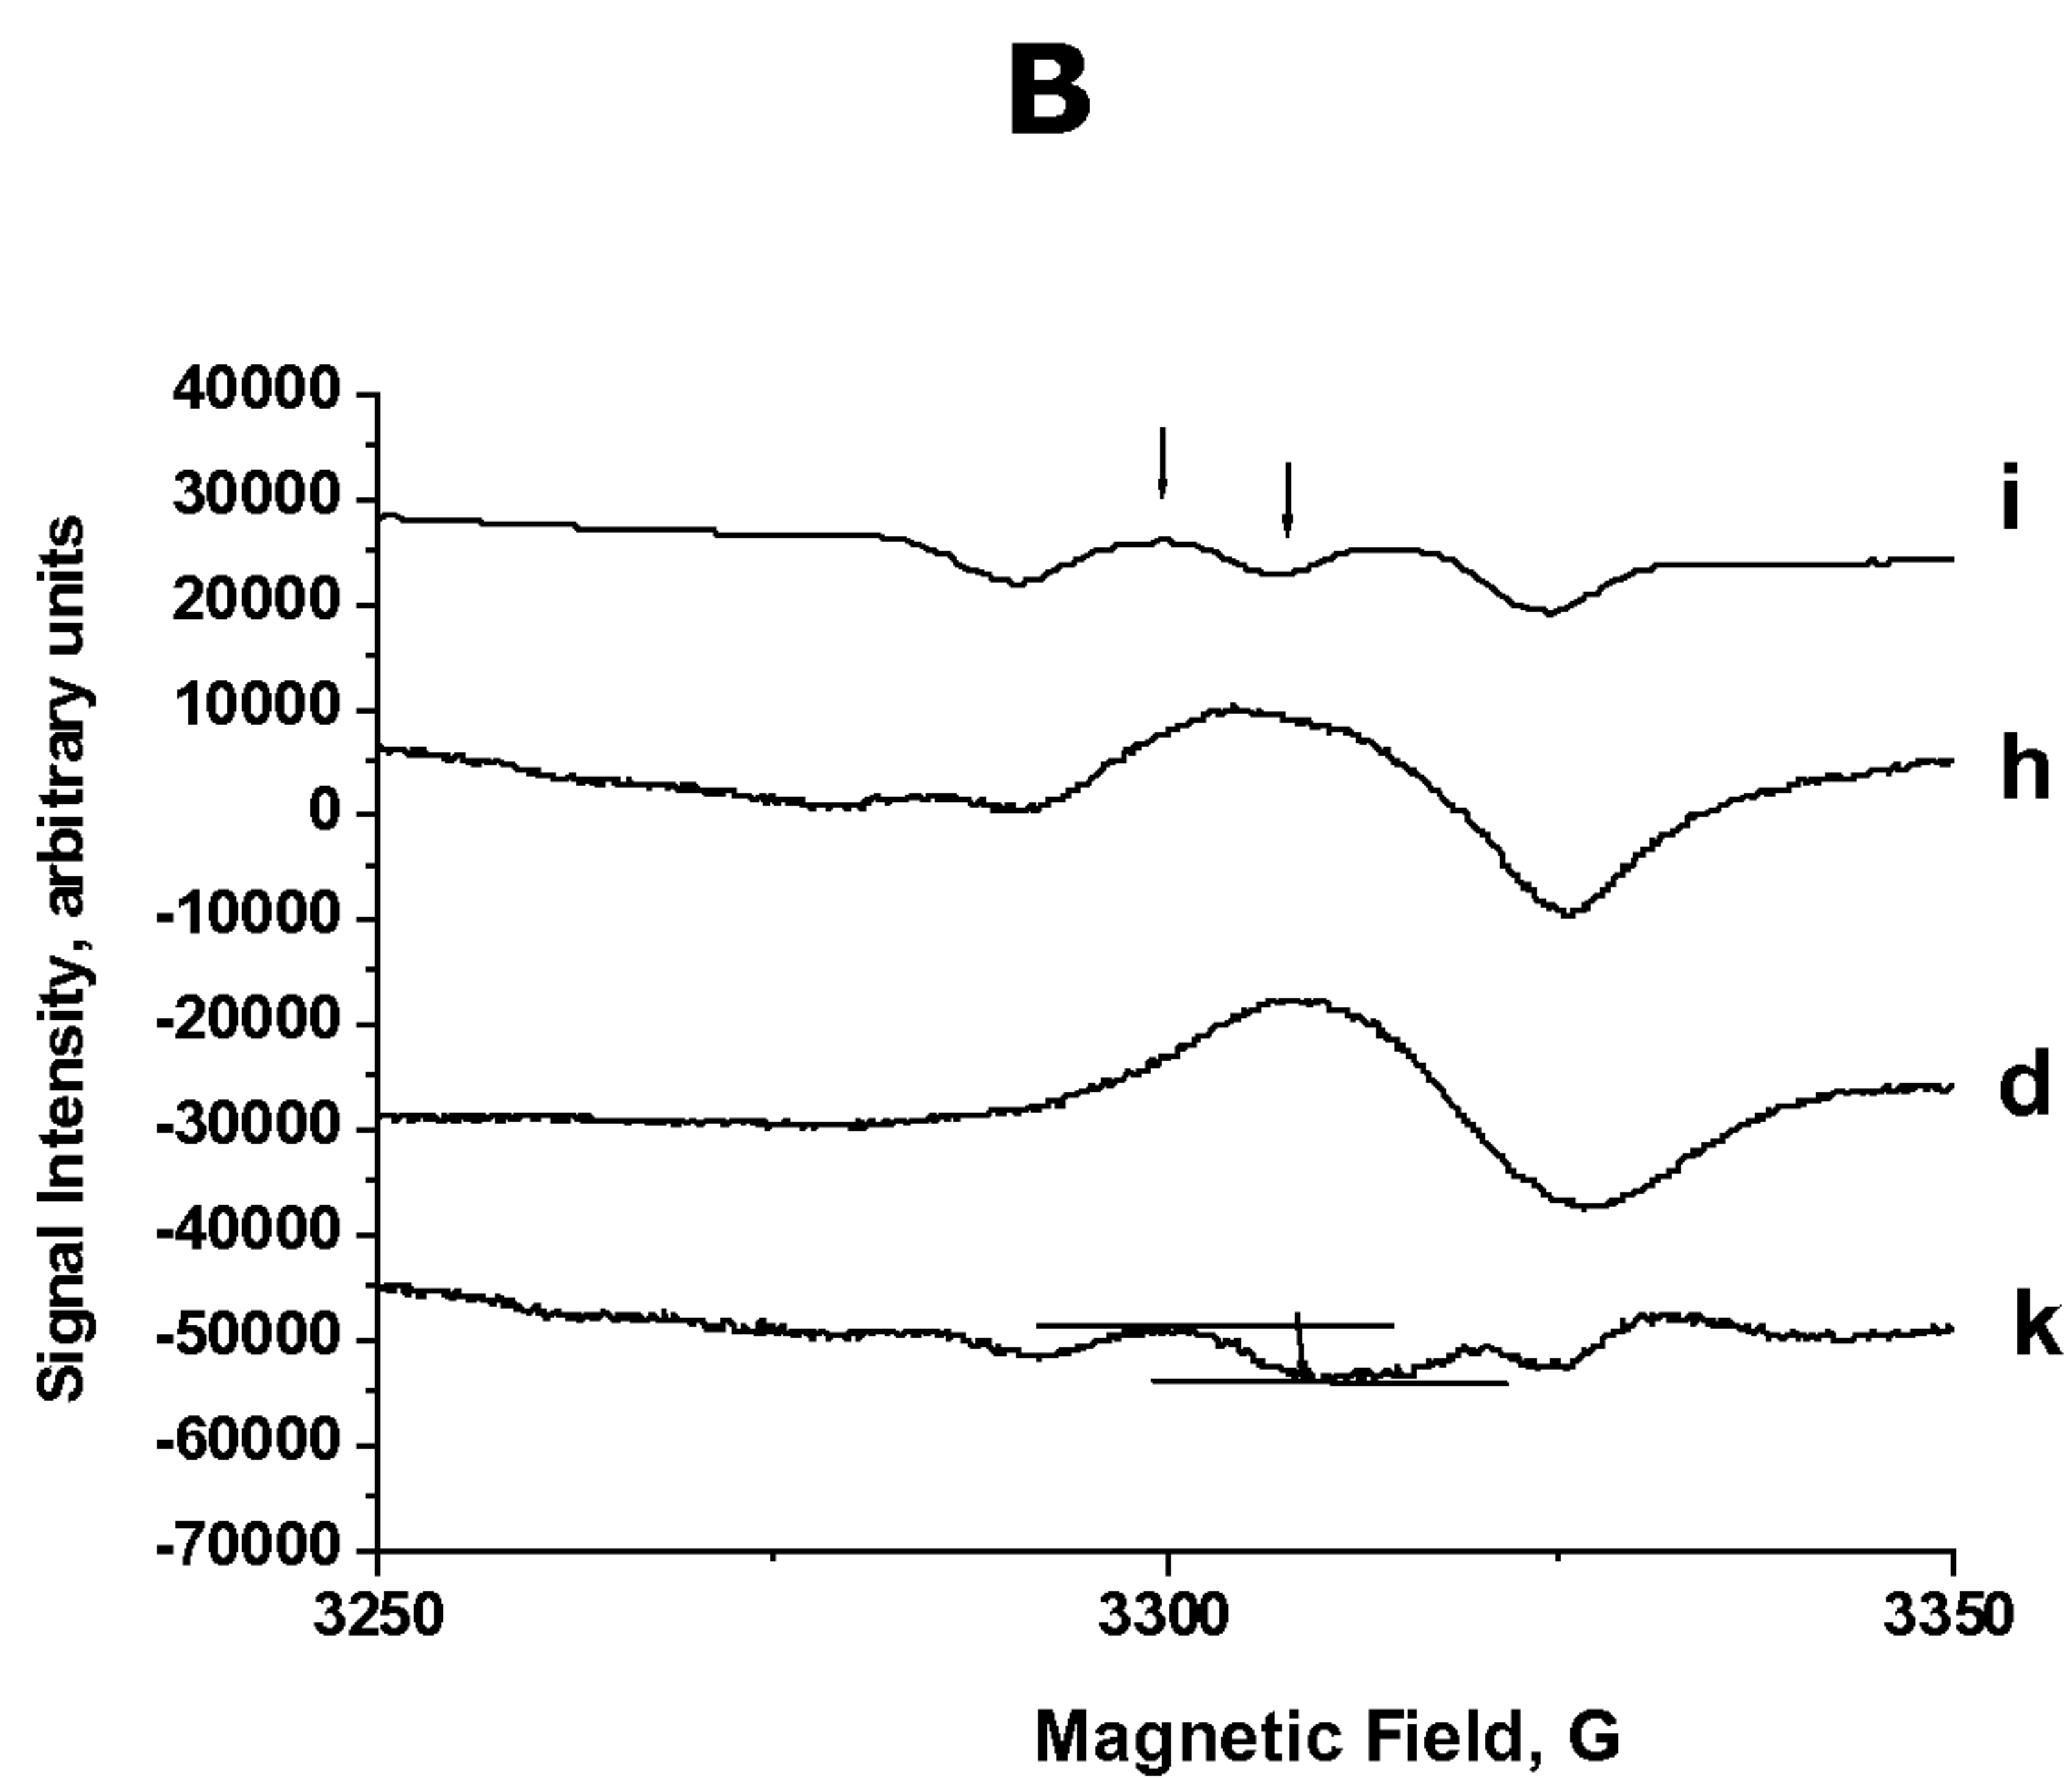 B
40000
30000
20000
10000
0
-10000
-20000
-30000
-40000
-50000
-60000
-70000
Signal Intensity, arbitrary units
i
h
d
k
3250
3300
3350
Magnetic Field, G